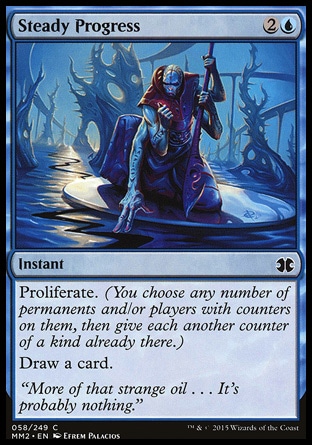 Steady Progress 2
Instant
Proliferate. (You choose any number of
permanents and/or players with counters
on them, then give each another counter
of a kind already there.)
Draw a card.
"More of that strange oil . . . It's
probably nothing."
058/249 C
MM2 • EN Efrem Palacios
™ & © 2015 Wizards of the Coast